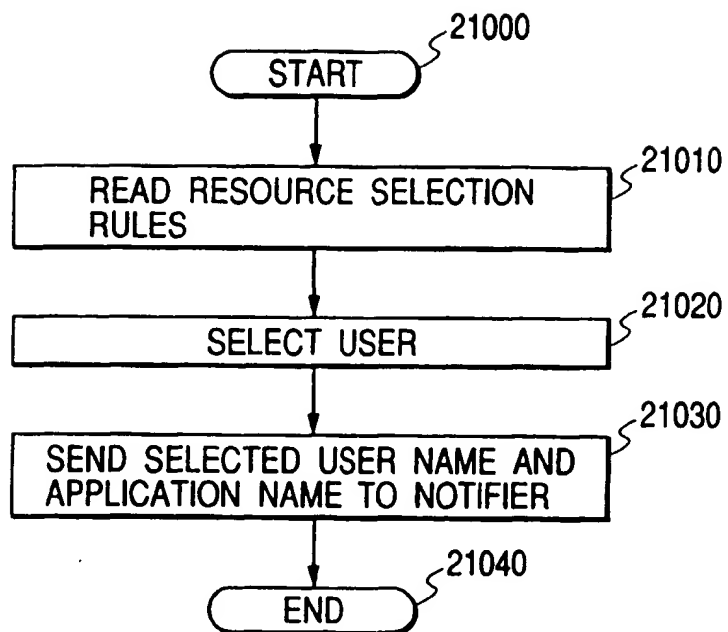 21000
START
21010
READ RESOURCE SELECTION
RULES
21020
SELECT USER
21030
SEND SELECTED USER NAME AND
APPLICATION NAME TO NOTIFIER
21040
END